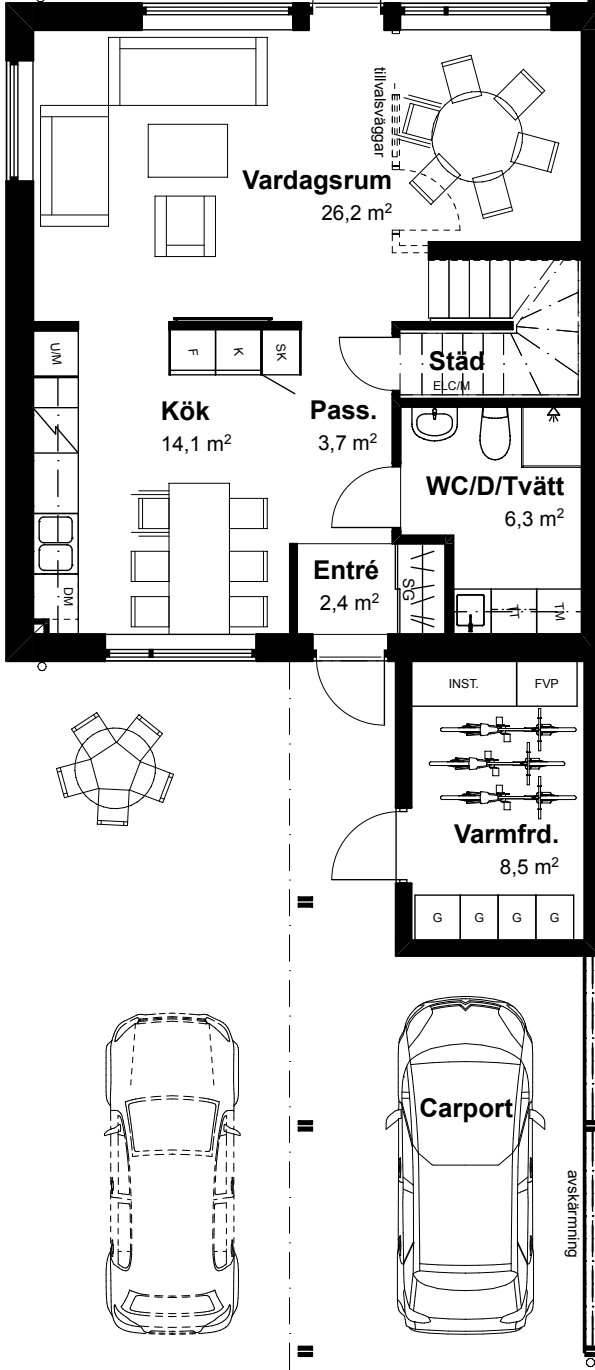 tillvalsväggar
Vardagsrum
26,2 m²
U/M
F
K
SK
Städ
ELC/M
Kök
14,1 m²
Pass.
3,7 m²
WC/D/Tvätt
6,3 m²
Entré
2,4 m²
SG
DM
TT
TM
INST.
FVP
Varmfrd.
8,5 m²
G
G
G
G
Carport
avskärmning